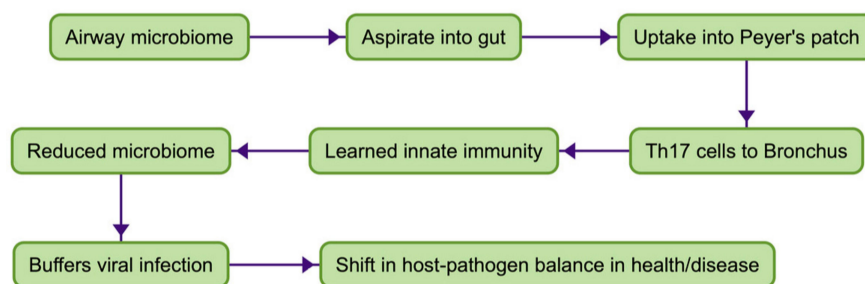 Airway microbiome
Aspirate into gut
Uptake into Peyer's patch
Th17 cells to Bronchus
Learned innate immunity
Reduced microbiome
Buffers viral infection
Shift in host-pathogen balance in health/disease